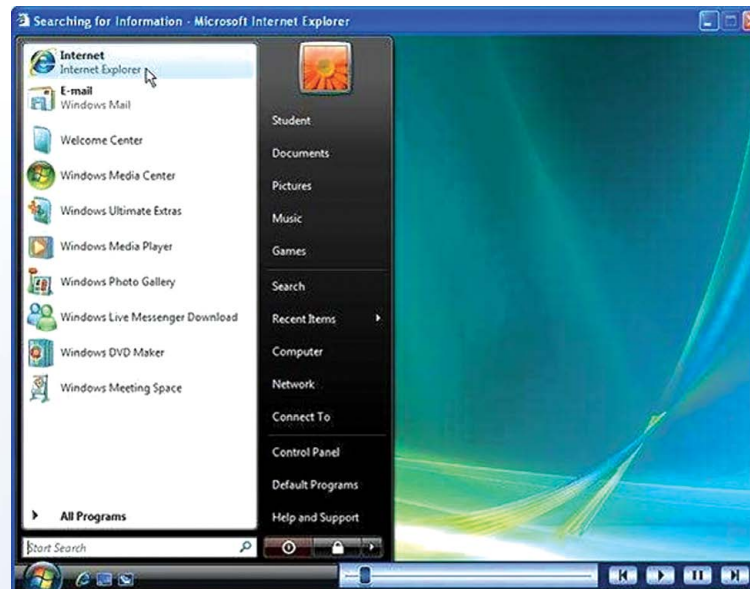 Searching for Information - Microsoft Internet Explorer
Internet
Internet Explorer
E-mail
Windows Mail
Welcome Center
Windows Media Center
Windows Ultimate Extras
Windows Media Player
Windows Photo Gallery
Windows Live Messenger Download
Windows DVD Maker
Windows Meeting Space
All Programs
Start Search
Student
Documents
Pictures
Music
Games
Search
Recent Items
Computer
Network
Connect To
Control Panel
Default Programs
Help and Support